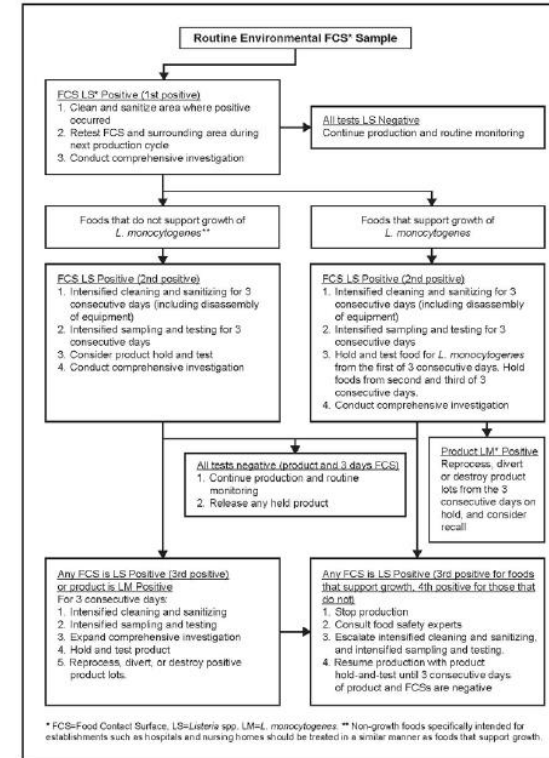 Routine Environmental FCS* Sample
FCS LS* Positive (1st positive)
1. Clean and sanitize area where positive
occurred
2. Retest FCS and surrounding area during
next production cycle
3. Conduct comprehensive investigation
All tests LS Negative
Continue production and routine monitoring
Foods that do not support growth of
L. monocytogenes**
Foods that support growth of
L. monocytogenes
FCS LS Positive (2nd positive)
1. Intensified cleaning and sanitizing for 3
consecutive days (including disassembly
of equipment)
2. Intensified sampling and testing for 3
consecutive days
3. Consider product hold and test
4. Conduct comprehensive investigation
FCS LS Positive (2nd positive)
1. Intensified cleaning and sanitizing for 3
consecutive days (including disassembly
of equipment)
2. Intensified sampling and testing for 3
consecutive days
3. Hold and test food for L. monocytogenes
from the first of 3 consecutive days. Hold
foods from second and third of 3
consecutive days.
4. Conduct comprehensive investigation
All tests negative (product and 3 days FCS)
1. Continue production and routine
monitoring
2. Release any held product
Product LM* Positive
Reprocess, divert
or destroy product
lots from the 3
consecutive days on
hold, and consider
recall
Any FCS is LS Positive (3rd positive)
or product is LM Positive
For 3 consecutive days:
1. Intensified cleaning and sanitizing
2. Intensified sampling and testing
3. Expand comprehensive investigation
4. Hold and test product
5. Reprocess, divert, or destroy positive
product lots.
Any FCS is LS Positive (3rd positive for foods
that support growth, 4th positive for those that
do not)
1. Stop production
2. Consult food safety experts
3. Escalate intensified cleaning and sanitizing,
and intensified sampling and testing.
4. Resume production with product
hold-and-test until 3 consecutive days
of product and FCSs are negative
* FCS=Food Contact Surface, LS=Listeria spp. LM=L. monocytogenes. ** Non-growth foods specifically intended for
establishments such as hospitals and nursing homes should be treated in a similar manner as foods that support growth.